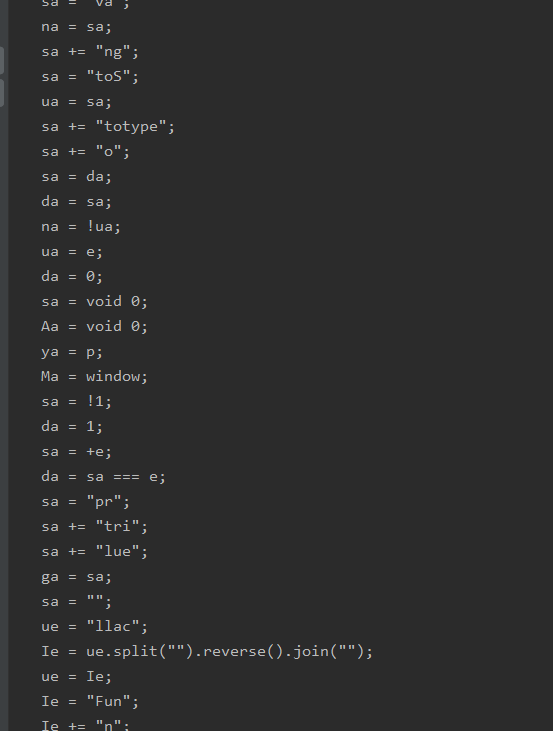 sa = "va";
na = sa;
sa += "ng";
sa = "toS";
ua = sa;
sa += "totype";
sa += "o";
sa = da;
da = sa;
na = !ua;
ua = e;
da = 0;
sa = void 0;
Aa = void 0;
ya = p;
Ma = window;
sa = !1;
da = 1;
sa = +e;
da = sa === e;
sa = "pr";
sa += "tri";
sa += "lue";
ga = sa;
sa = "";
ue = "llac";
Ie = ue.split("").reverse().join("");
ue = Ie;
Ie = "Fun";
Ie += "n";